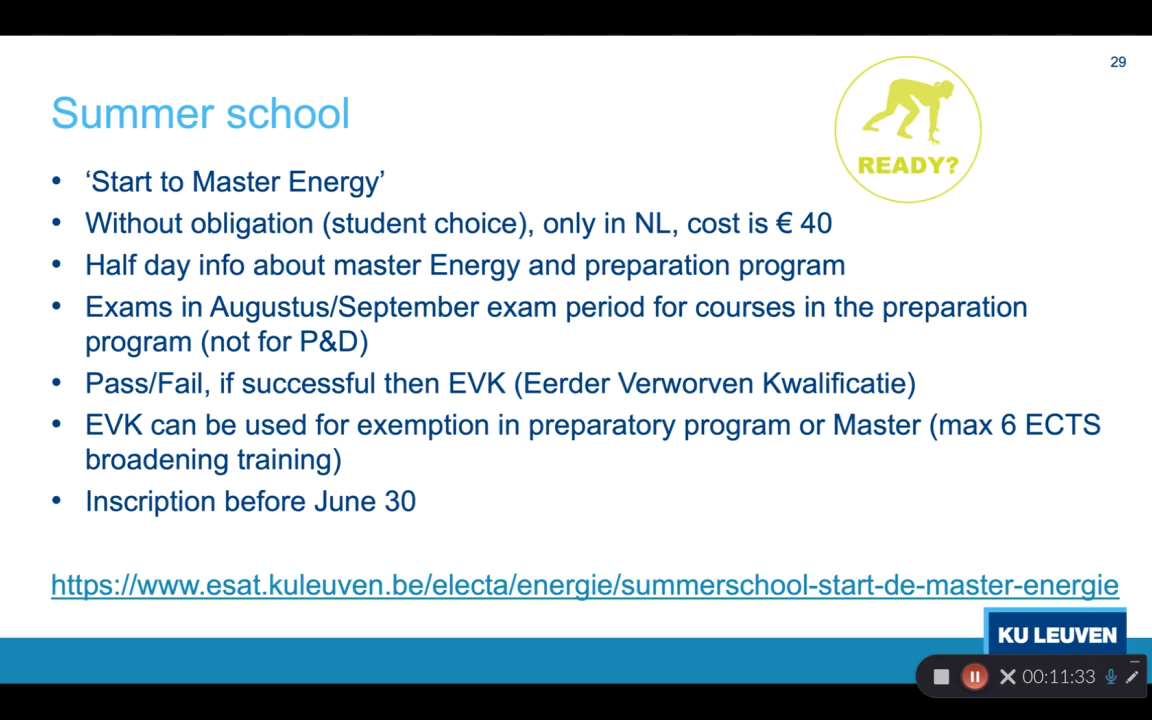 29
Summer school
READY?
• ‘Start to Master Energy’
• Without obligation (student choice), only in NL, cost is € 40
• Half day info about master Energy and preparation program
• Exams in Augustus/September exam period for courses in the preparation
program (not for P&D)
• Pass/Fail, if successful then EVK (Eerder Verworven Kwalificatie)
• EVK can be used for exemption in preparatory program or Master (max 6 ECTS
broadening training)
• Inscription before June 30
https://www.esat.kuleuven.be/electa/energie/summerschool-start-de-master-energie
KU LEUVEN
00:11:33